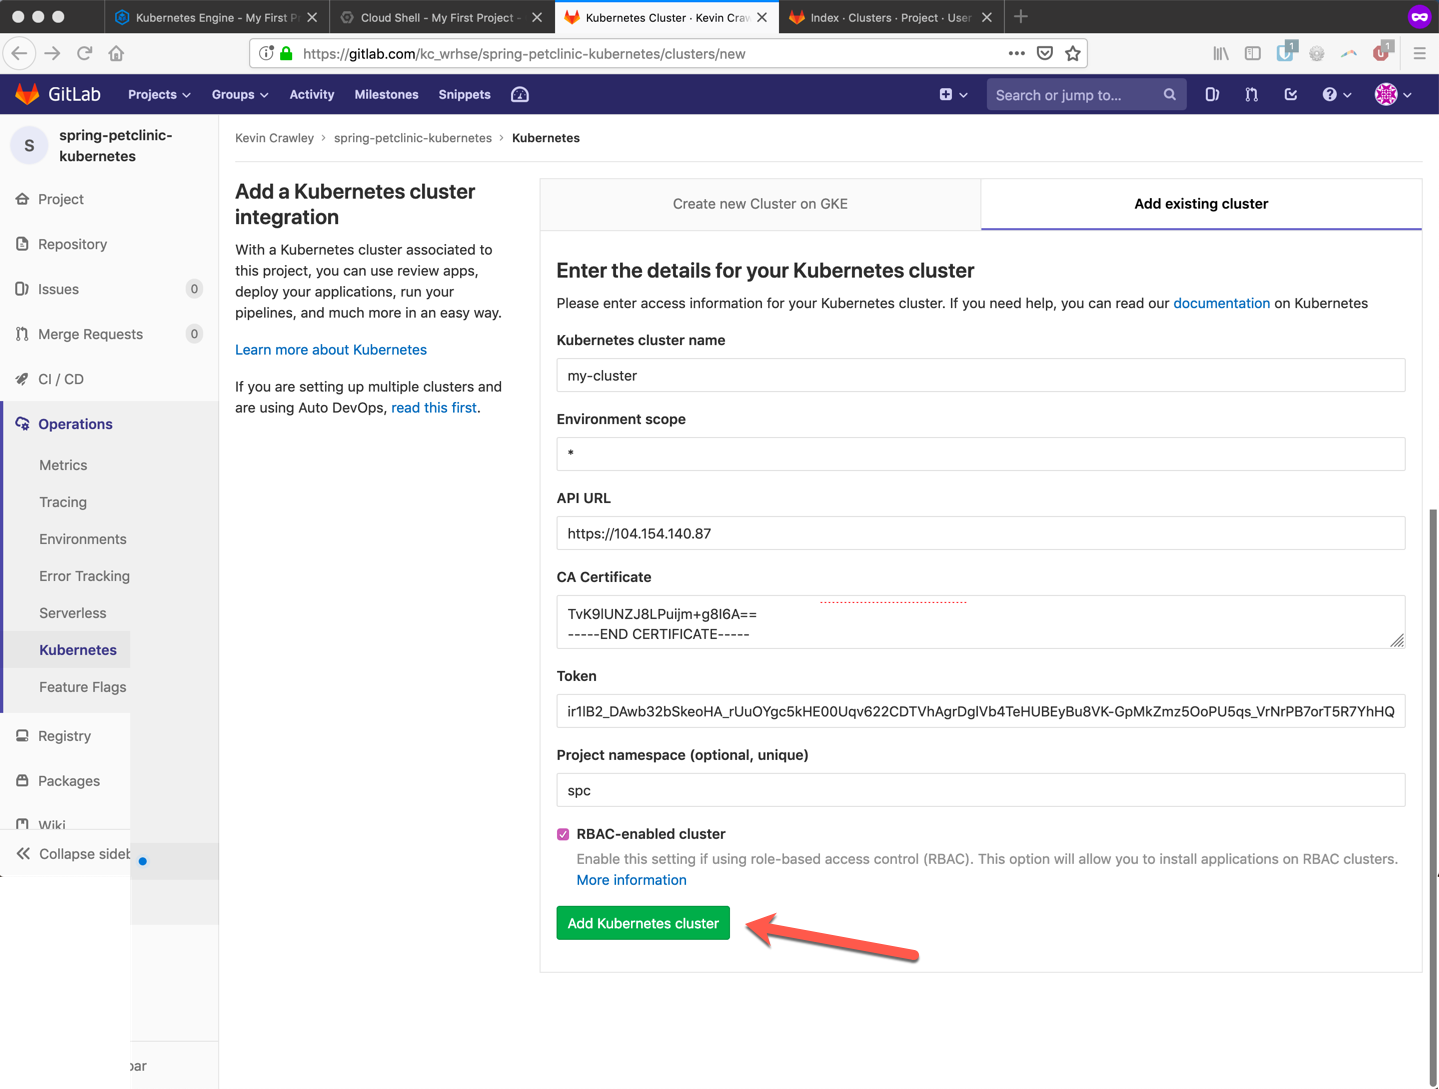 Kubernetes Engine - My First P
Cloud Shell - My First Project -
Kubernetes Cluster · Kevin Craw
Index · Clusters · Project · User
https://gitlab.com/kc_wrhse/spring-petclinic-kubernetes/clusters/new
1
1
GitLab
Projects
Groups
Activity
Milestones
Snippets
Search or jump to...
S
spring-petclinic-
kubernetes
Project
Repository
Issues
0
Merge Requests
0
CI / CD
Operations
Metrics
Tracing
Environments
Error Tracking
Serverless
Kubernetes
Feature Flags
Registry
Packages
Wiki
Collapse sideb
bar
Kevin Crawley > spring-petclinic-kubernetes > Kubernetes
Add a Kubernetes cluster
integration
With a Kubernetes cluster associated to
this project, you can use review apps,
deploy your applications, run your
pipelines, and much more in an easy way.
Learn more about Kubernetes
If you are setting up multiple clusters and
are using Auto DevOps, read this first.
Create new Cluster on GKE
Add existing cluster
Enter the details for your Kubernetes cluster
Please enter access information for your Kubernetes cluster. If you need help, you can read our documentation on Kubernetes
Kubernetes cluster name
my-cluster
Environment scope
*
API URL
https://104.154.140.87
CA Certificate
TvK9lUNZJ8LPuijm+g8I6A==
-----END CERTIFICATE-----
Token
ir1lB2_DAwb32bSkeoHA_rUuOYgc5kHE00Uqv622CDTVhAgrDglVb4TeHUBEyBu8VK-GpMkZmz5OoPU5qs_VrNrPB7orT5R7YhHQ
Project namespace (optional, unique)
spc
RBAC-enabled cluster
Enable this setting if using role-based access control (RBAC). This option will allow you to install applications on RBAC clusters.
More information
Add Kubernetes cluster